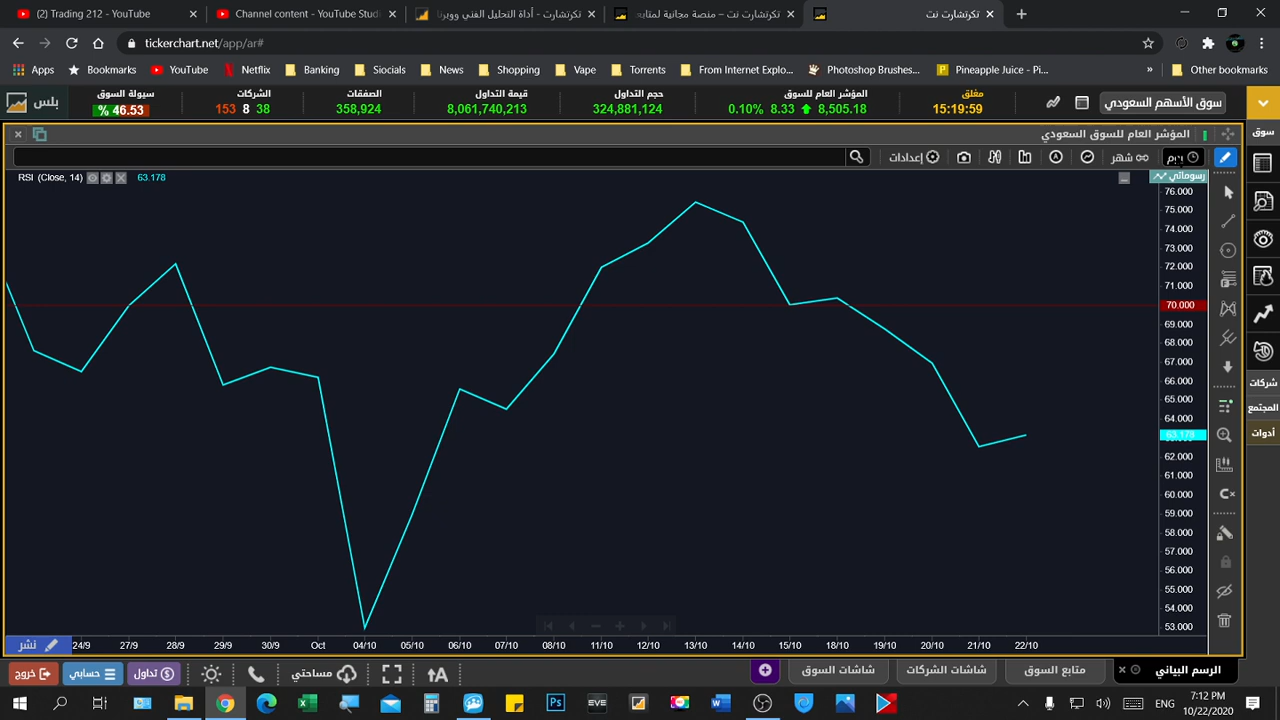 (2) Trading 212 - YouTube
Channel content - YouTube Studi
تكرتشارت - أداة التحليل الفني وويرنا
تكرتشارت نت – منصة مجانية لمتابعة
تكرتشارت نت
tickerchart.net/app/ar#
Apps
Bookmarks
YouTube
Netflix
Banking
Siocials
News
Shopping
Vape
Torrents
From Internet Explo...
Photoshop Brushes...
Pineapple Juice - Pi...
»
Other bookmarks
بلس
سيولة السوق
% 46.53
الشركات
153 8 38
الصفقات
358,924
قيمة التداول
8,061,740,213
حجم التداول
324,881,124
المؤشر العام للسوق
0.10% 8.33 8,505.18
مغلق
15:19:59
سوق الأسهم السعودي
سوق
المؤشر العام للسوق السعودي
إعدادات
شهر
يوم
RSI (Close, 14)
63.178
رسوماتي
76.000
75.000
74.000
73.000
72.000
71.000
70.000
69.000
68.000
67.000
66.000
65.000
64.000
63.178
62.000
61.000
60.000
59.000
58.000
57.000
56.000
55.000
54.000
53.000
شركات
المجتمع
أدوات
نشر
24/9
27/9
28/9
29/9
30/9
Oct
04/10
05/10
06/10
07/10
08/10
11/10
12/10
13/10
14/10
15/10
18/10
19/10
20/10
21/10
22/10
خروج
حسابي
تداول
مساحتي
شاشات السوق
شاشات الشركات
متابع السوق
الرسم البياني
ENG
7:12 PM
10/22/2020